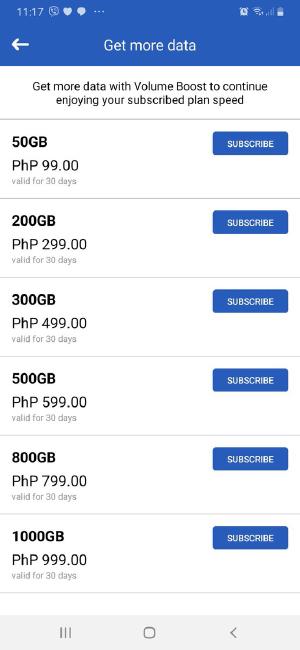 11:17
Get more data
Get more data with Volume Boost to continue
enjoying your subscribed plan speed
50GB
SUBSCRIBE
PhP 99.00
valid for 30 days
200GB
SUBSCRIBE
PhP 299.00
valid for 30 days
300GB
SUBSCRIBE
PhP 499.00
valid for 30 days
500GB
SUBSCRIBE
PhP 599.00
valid for 30 days
800GB
SUBSCRIBE
PhP 799.00
valid for 30 days
1000GB
SUBSCRIBE
PhP 999.00
valid for 30 days